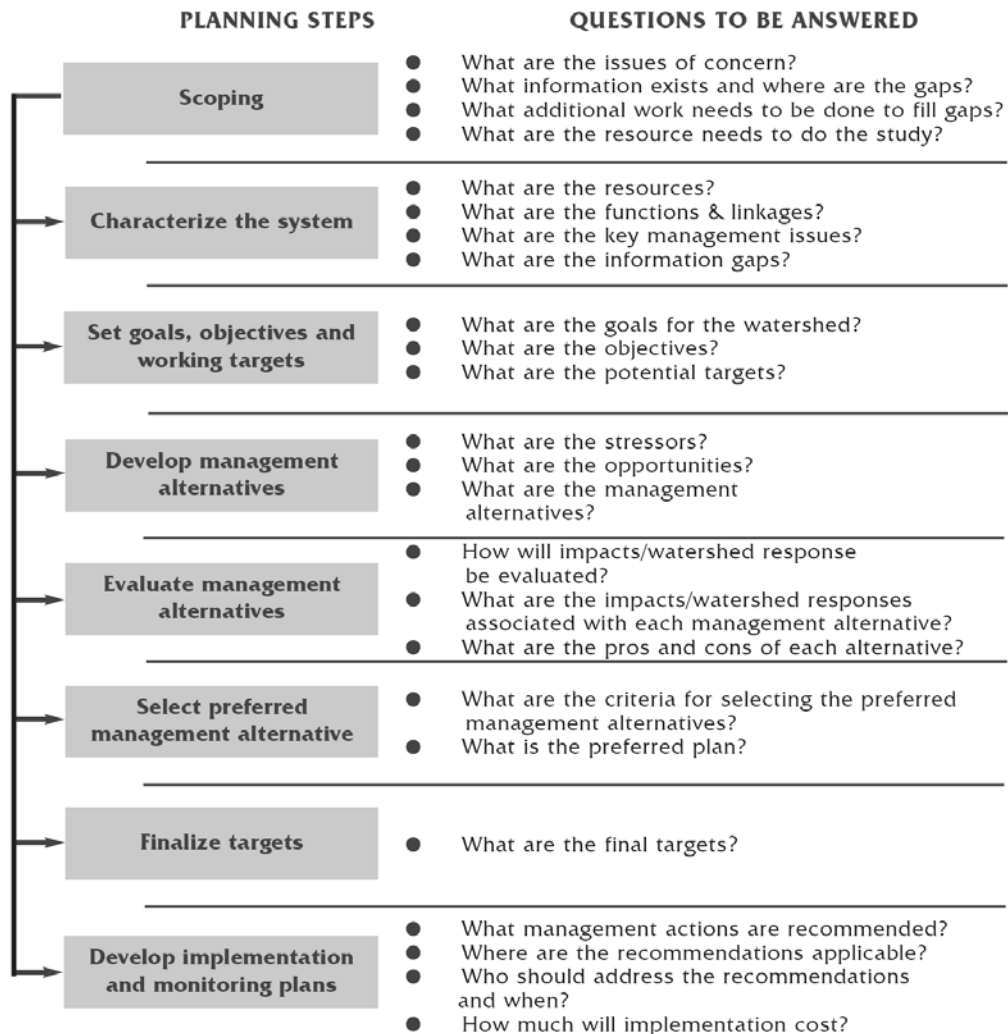 PLANNING STEPS
QUESTIONS TO BE ANSWERED
Scoping
● What are the issues of concern?
● What information exists and where are the gaps?
● What additional work needs to be done to fill gaps?
● What are the resource needs to do the study?
Characterize the system
● What are the resources?
● What are the functions & linkages?
● What are the key management issues?
● What are the information gaps?
Set goals, objectives and
working targets
● What are the goals for the watershed?
● What are the objectives?
● What are the potential targets?
Develop management
alternatives
● What are the stressors?
● What are the opportunities?
● What are the management
alternatives?
Evaluate management
alternatives
● How will impacts/watershed response
be evaluated?
● What are the impacts/watershed responses
associated with each management alternative?
● What are the pros and cons of each alternative?
Select preferred
management alternative
● What are the criteria for selecting the preferred
management alternatives?
● What is the preferred plan?
Finalize targets
● What are the final targets?
Develop implementation
and monitoring plans
● What management actions are recommended?
● Where are the recommendations applicable?
● Who should address the recommendations
and when?
● How much will implementation cost?